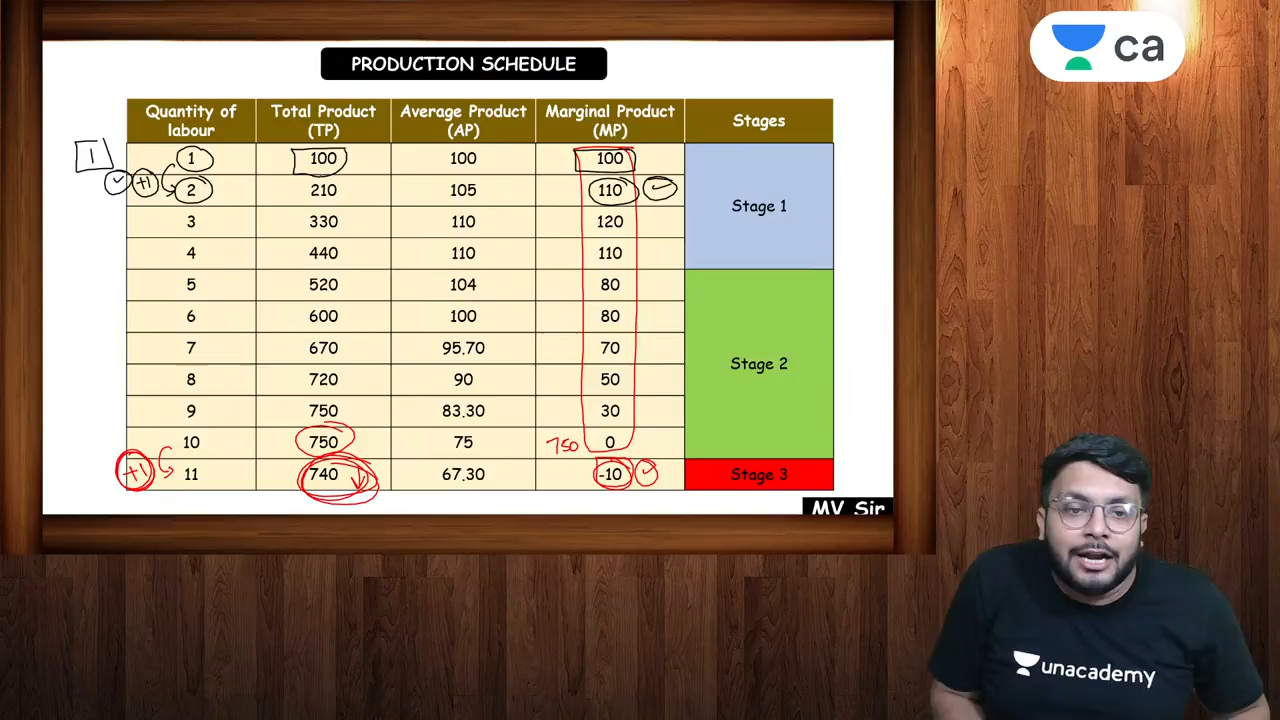 ca
PRODUCTION SCHEDULE
Quantity of labour Total Product (TP) Average Product (AP) Marginal Product (MP) Stages
1 1 100 100 100 Stage 1
+1 2 210 105 110
3 330 110 120
4 440 110 110
5 520 104 80 Stage 2
6 600 100 80
7 670 95.70 70
8 720 90 50
9 750 83.30 30
10 750 75 750 0
+1 11 740 67.30 -10 Stage 3
MV Sir
unacademy